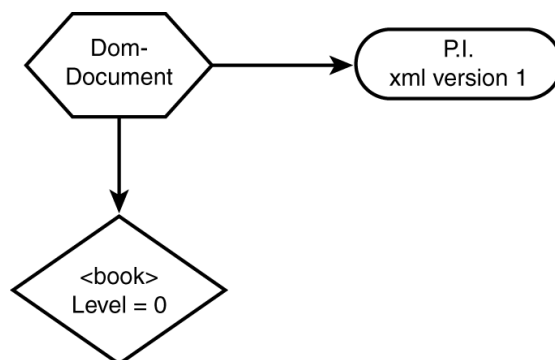 Dom-
Document
P.I.
xml version 1
<book>
Level = 0